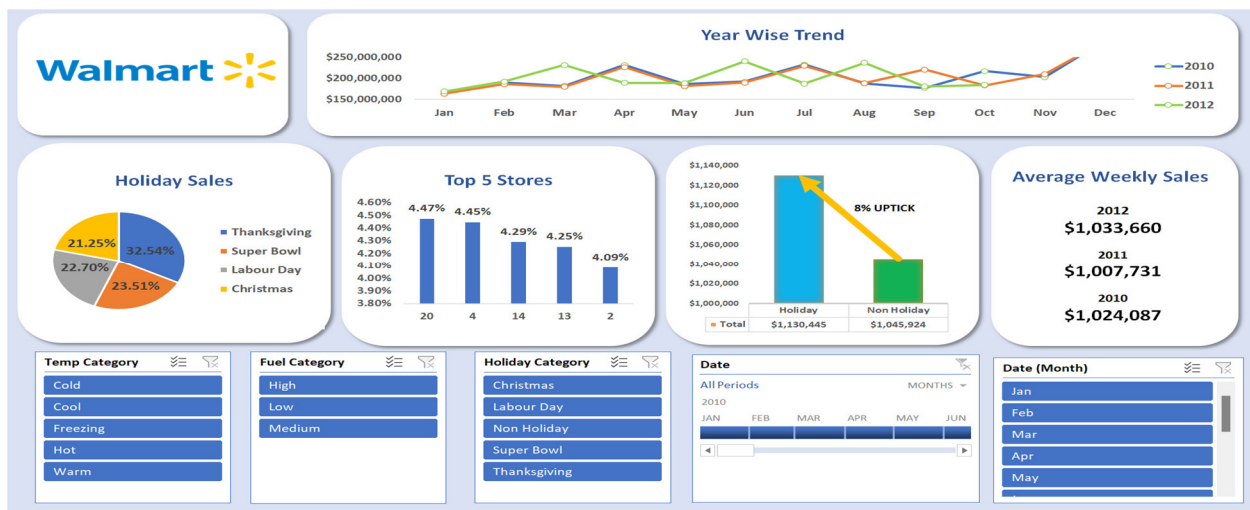 Walmart
Year Wise Trend
$250,000,000
$200,000,000
$150,000,000
Jan Feb Mar Apr May Jun Jul Aug Sep Oct Nov Dec
2010
2011
2012
Holiday Sales
21.25%
32.54%
22.70%
23.51%
Thanksgiving
Super Bowl
Labour Day
Christmas
Top 5 Stores
4.60%
4.50%
4.40%
4.30%
4.20%
4.10%
4.00%
3.90%
3.80%
4.47% 4.45% 4.29% 4.25% 4.09%
20 4 14 13 2
$1,140,000
$1,120,000
$1,100,000
$1,080,000
$1,060,000
$1,040,000
$1,020,000
$1,000,000
8% UPTICK
Holiday Non Holiday
Total $1,130,445 $1,045,924
Average Weekly Sales
2012
$1,033,660
2011
$1,007,731
2010
$1,024,087
Temp Category
Cold
Cool
Freezing
Hot
Warm
Fuel Category
High
Low
Medium
Holiday Category
Christmas
Labour Day
Non Holiday
Super Bowl
Thanksgiving
Date
All Periods MONTHS
2010
JAN FEB MAR APR MAY JUN
Date (Month)
Jan
Feb
Mar
Apr
May